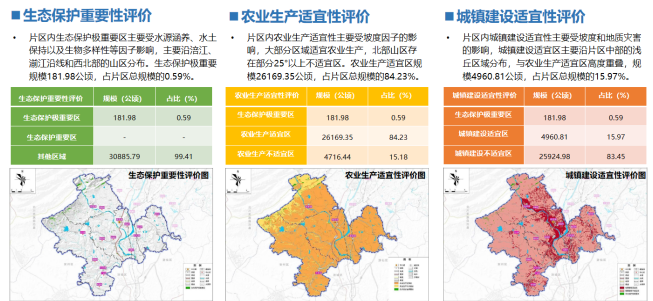 生态保护重要性评价
片区内生态保护极重要区主要受水源涵养、水土
保持以及生物多样性等因子影响，主要沿涪江、
湔江沿线和西北部的山区分布。生态保护极重要
规模181.98公顷，占片区总规模的0.59%。
生态保护重要性评价 规模（公顷） 占比（%）
生态保护极重要区 181.98 0.59
生态保护重要区 - -
其他区域 30885.79 99.41
生态保护重要性评价图
农业生产适宜性评价
片区内农业生产适宜性主要受坡度因子的影
响，大部分区域适宜农业生产，北部山区存
在部分25°以上不适宜区。农业生产适宜区规
模26169.35公顷，占片区总规模的84.23%。
农业生产适宜性评价 规模（公顷） 占比（%）
生态保护极重要区 181.98 0.59
农业生产适宜区 26169.35 84.23
农业生产不适宜区 4716.44 15.18
农业生产适宜性评价图
城镇建设适宜性评价
片区内城镇建设适宜性主要受坡度和地质灾害
的影响，城镇建设适宜区主要沿片区中部的浅
丘区域分布，与农业生产适宜区高度重叠，规
模4960.81公顷，占片区总规模的15.97%。
城镇建设适宜性评价 规模（公顷） 占比（%）
生态保护极重要区 181.98 0.59
城镇建设适宜区 4960.81 15.97
城镇建设不适宜区 25924.98 83.45
城镇建设适宜性评价图